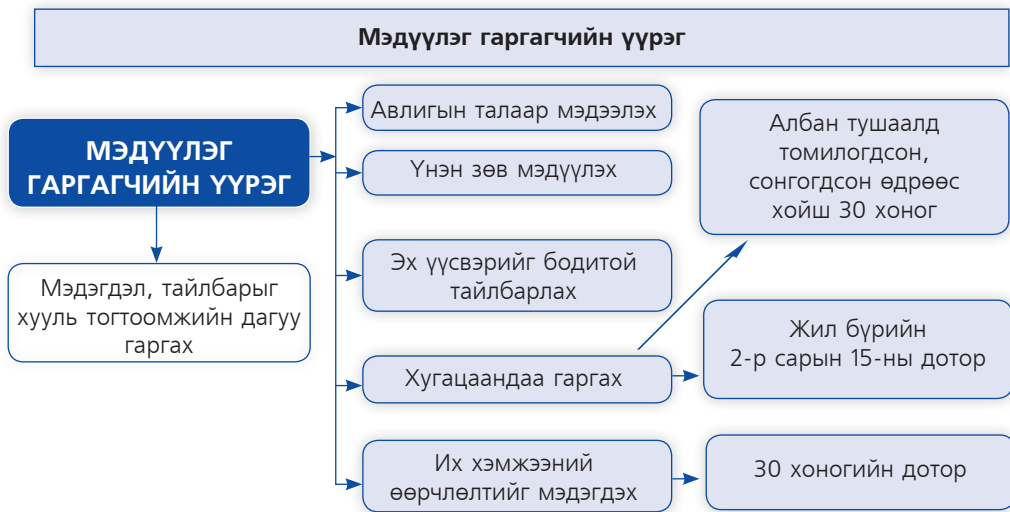 Мэдүүлэг гаргагчийн үүрэг
МЭДҮҮЛЭГ
ГАРГАГЧИЙН ҮҮРЭГ
Мэдэгдэл, тайлбарыг
хууль тогтоомжийн дагуу
гаргах
Авлигын талаар мэдээлэх
Үнэн зөв мэдүүлэх
Эх үүсвэрийг бодитой
тайлбарлах
Хугацаандаа гаргах
Их хэмжээний
өөрчлөлтийг мэдэгдэх
Албан тушаалд
томилогдсон,
сонгогдсон өдрөөс
хойш 30 хоног
Жил бүрийн
2-р сарын 15-ны дотор
30 хоногийн дотор